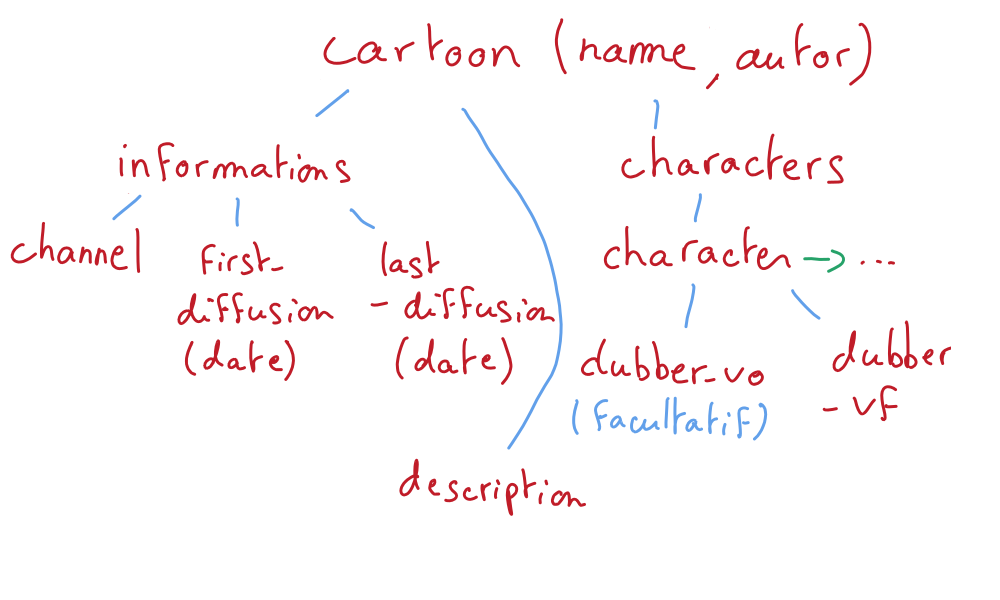 cartoon (name, autor)
informations
characters
channel
first-
diffusion
(date)
last
-diffusion
(date)
character → ...
dubber-vo
(facultatif)
dubber
-vf
description